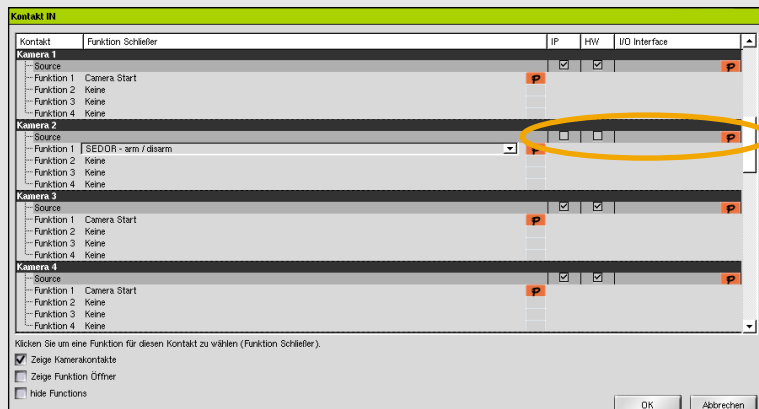 Kontakt IN
Kontakt Funktion Schließer IP HW I/O Interface
Kamera 1
Source P
Funktion 1 Camera Start P
Funktion 2 Keine
Funktion 3 Keine
Funktion 4 Keine
Kamera 2
Source P
Funktion 1 SEDOR - arm / disarm P
Funktion 2 Keine
Funktion 3 Keine
Funktion 4 Keine
Kamera 3
Source P
Funktion 1 Camera Start P
Funktion 2 Keine
Funktion 3 Keine
Funktion 4 Keine
Kamera 4
Source P
Funktion 1 Camera Start P
Funktion 2 Keine
Funktion 3 Keine
Funktion 4 Keine
Klicken Sie um eine Funktion für diesen Kontakt zu wählen (Funktion Schließer).
Zeige Kamerakontakte
Zeige Funktion Öffner
hide Functions
OK Abbrechen